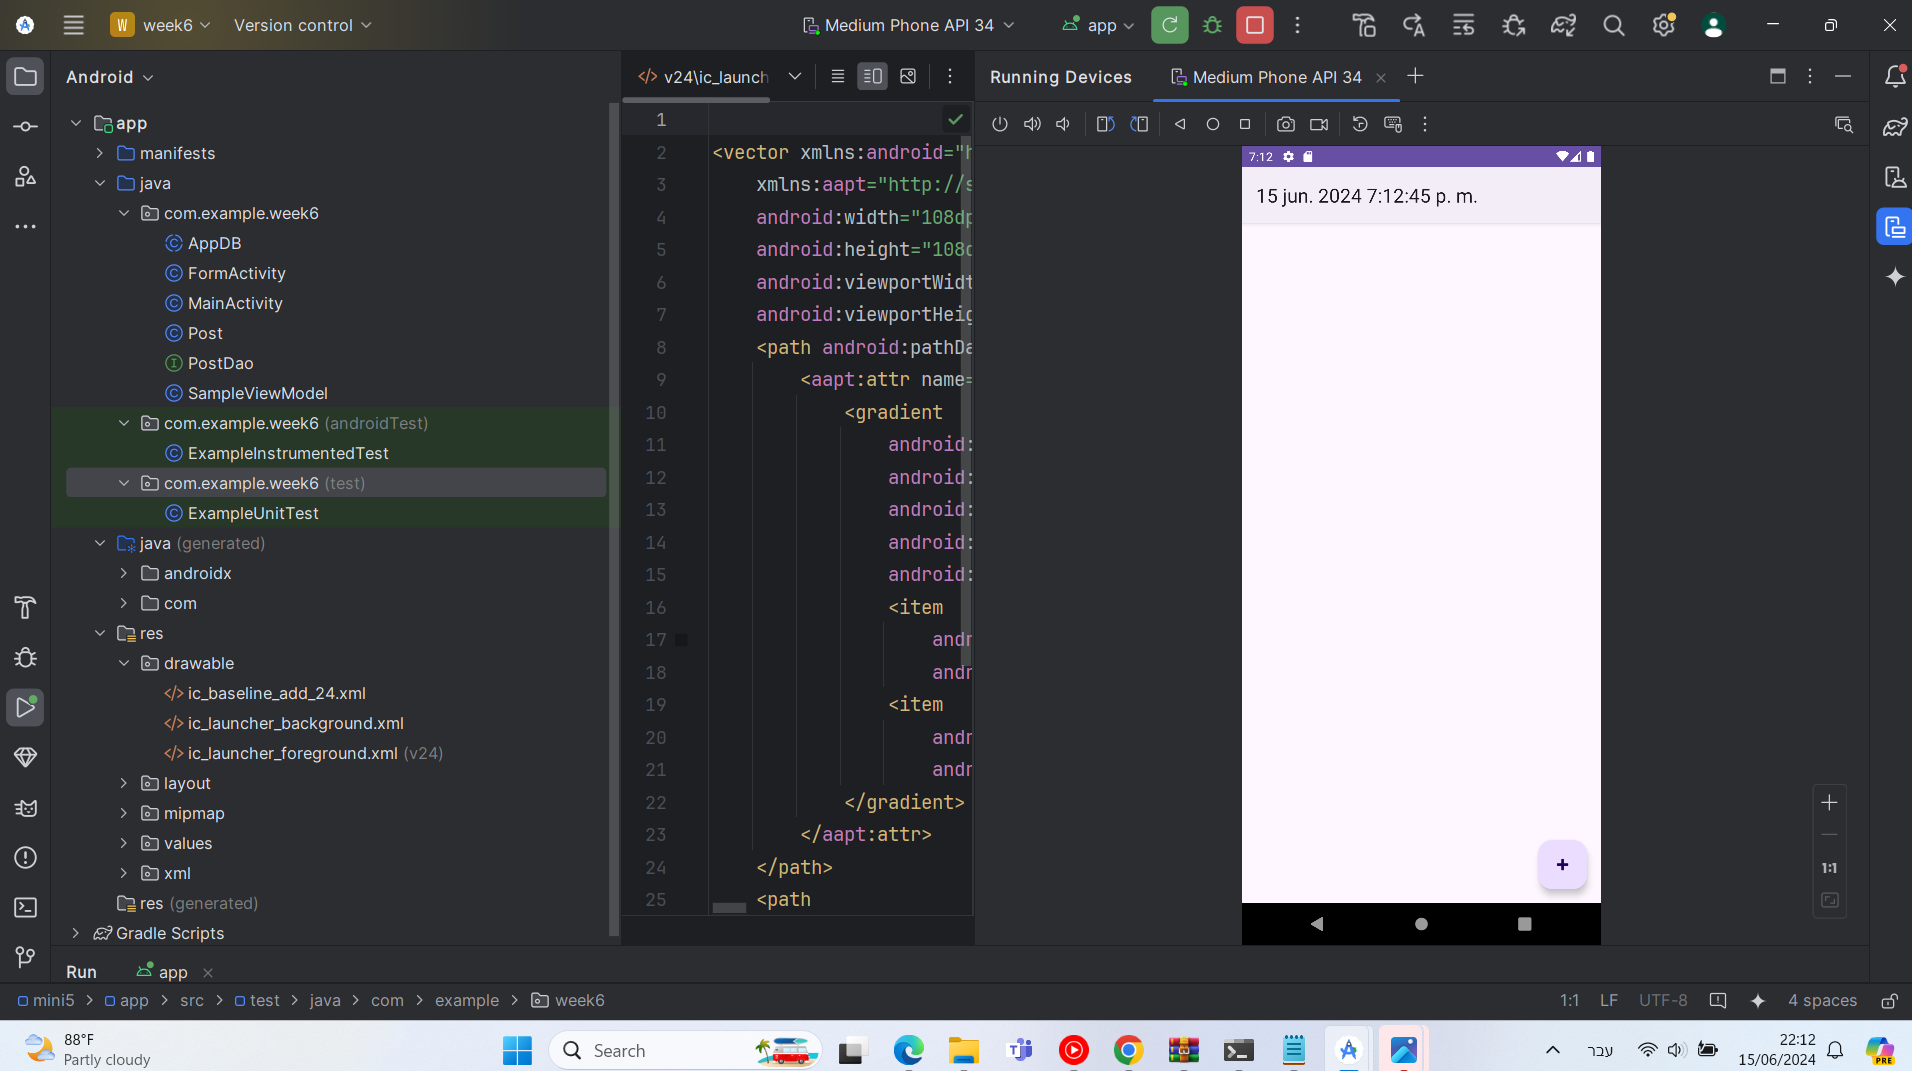 W week6 Version control Medium Phone API 34 app
Android
app
manifests
java
com.example.week6
AppDB
FormActivity
MainActivity
Post
PostDao
SampleViewModel
com.example.week6 (androidTest)
ExampleInstrumentedTest
com.example.week6 (test)
ExampleUnitTest
java (generated)
androidx
com
res
drawable
ic_baseline_add_24.xml
ic_launcher_background.xml
ic_launcher_foreground.xml (v24)
layout
mipmap
values
xml
res (generated)
Gradle Scripts
v24\ic_launch
1
2 <vector xmlns:android="h
3 xmlns:aapt="http://s
4 android:width="108dp
5 android:height="108d
6 android:viewportWidt
7 android:viewportHeig
8 <path android:pathDa
9 <aapt:attr name=
10 <gradient
11 android:
12 android:
13 android:
14 android:
15 android:
16 <item
17 andr
18 andr
19 <item
20 andr
21 andr
22 </gradient>
23 </aapt:attr>
24 </path>
25 <path
Running Devices Medium Phone API 34
7:12
15 jun. 2024 7:12:45 p. m.
+
1:1
Run app
mini5 > app > src > test > java > com > example > week6
1:1 LF UTF-8 4 spaces
88°F
Partly cloudy
Search
עבר
22:12
15/06/2024
PRE